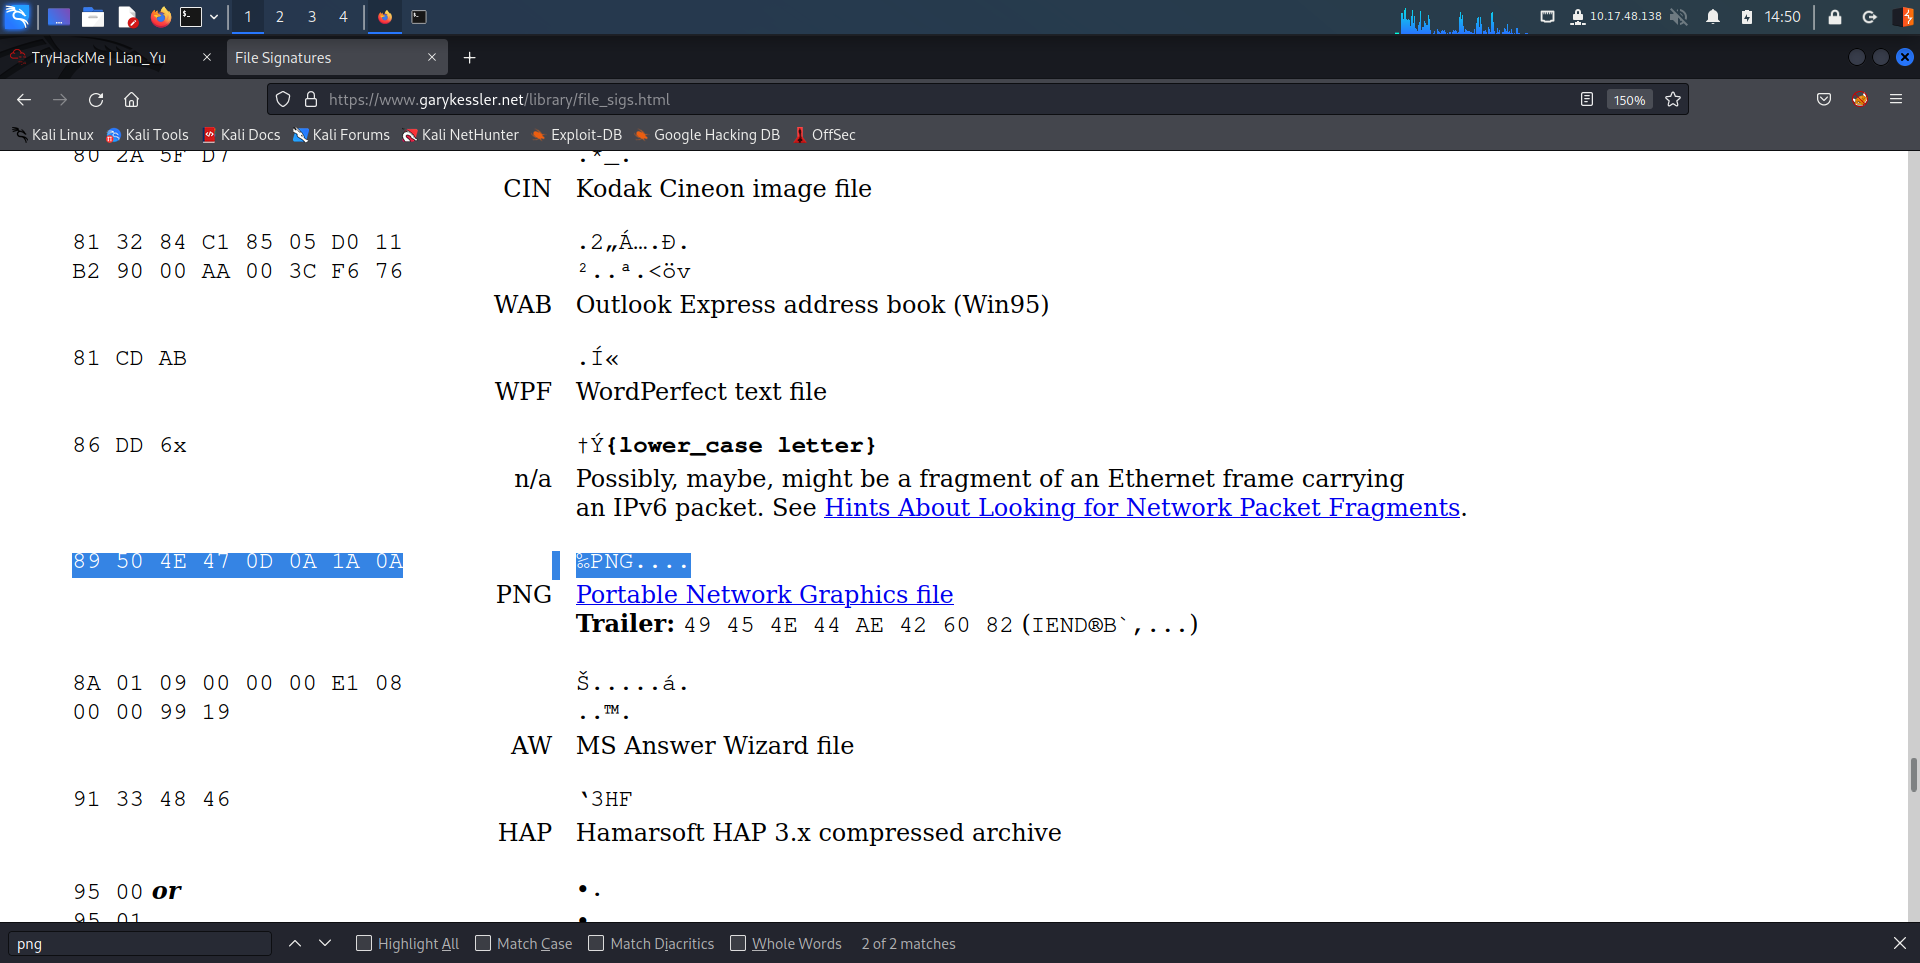 1 2 3 4 10.17.48.138 14:50
TryHackMe | Lian_Yu File Signatures
https://www.garykessler.net/library/file_sigs.html 150%
Kali Linux Kali Tools Kali Docs Kali Forums Kali NetHunter Exploit-DB Google Hacking DB OffSec
80 2A 5F D7 .*_.
CIN Kodak Cineon image file
81 32 84 C1 85 05 D0 11 .2„Á….Ð.
B2 90 00 AA 00 3C F6 76 ²..ª.<öv
WAB Outlook Express address book (Win95)
81 CD AB .Í«
WPF WordPerfect text file
86 DD 6x †Ý{lower_case letter}
n/a Possibly, maybe, might be a fragment of an Ethernet frame carrying
an IPv6 packet. See Hints About Looking for Network Packet Fragments.
89 50 4E 47 0D 0A 1A 0A ‰PNG....
PNG Portable Network Graphics file
Trailer: 49 45 4E 44 AE 42 60 82 (IEND®B`‚...)
8A 01 09 00 00 00 E1 08 Š.....á.
00 00 99 19 ..™.
AW MS Answer Wizard file
91 33 48 46 ‘3HF
HAP Hamarsoft HAP 3.x compressed archive
95 00 or •.
95 01 •
png Highlight All Match Case Match Diacritics Whole Words 2 of 2 matches